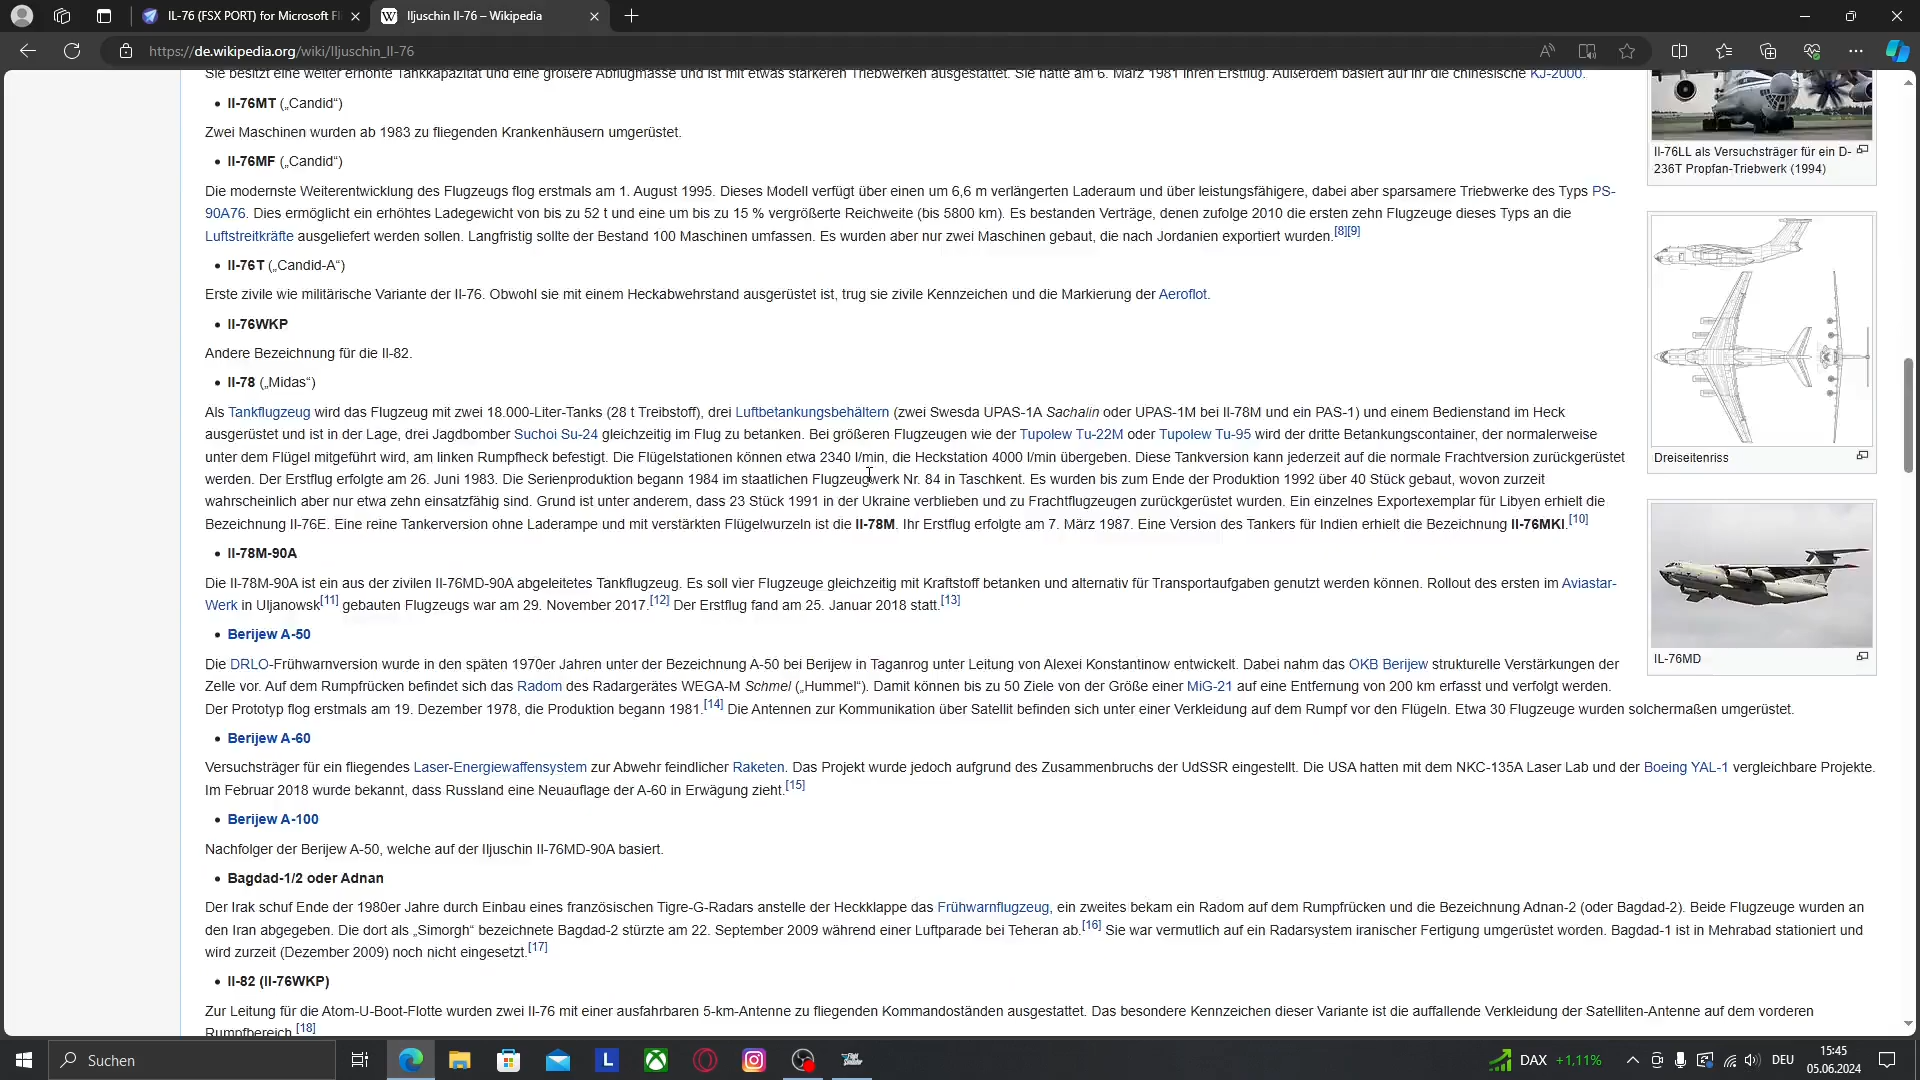 IL-76 (FSX PORT) for Microsoft Fl
Iljuschin Il-76 – Wikipedia
https://de.wikipedia.org/wiki/Iljuschin_Il-76
Sie besitzt eine weiter erhöhte Tankkapazität und eine größere Abflugmasse und ist mit etwas stärkeren Triebwerken ausgestattet. Sie hatte am 6. März 1981 ihren Erstflug. Außerdem basiert auf ihr die chinesische KJ-2000.
• Il-76MT („Candid“)
Zwei Maschinen wurden ab 1983 zu fliegenden Krankenhäusern umgerüstet.
• Il-76MF („Candid“)
Die modernste Weiterentwicklung des Flugzeugs flog erstmals am 1. August 1995. Dieses Modell verfügt über einen um 6,6 m verlängerten Laderaum und über leistungsfähigere, dabei aber sparsamere Triebwerke des Typs PS-
90A76. Dies ermöglicht ein erhöhtes Ladegewicht von bis zu 52 t und eine um bis zu 15 % vergrößerte Reichweite (bis 5800 km). Es bestanden Verträge, denen zufolge 2010 die ersten zehn Flugzeuge dieses Typs an die
Luftstreitkräfte ausgeliefert werden sollen. Langfristig sollte der Bestand 100 Maschinen umfassen. Es wurden aber nur zwei Maschinen gebaut, die nach Jordanien exportiert wurden.[8][9]
• Il-76T („Candid-A“)
Erste zivile wie militärische Variante der Il-76. Obwohl sie mit einem Heckabwehrstand ausgerüstet ist, trug sie zivile Kennzeichen und die Markierung der Aeroflot.
• Il-76WKP
Andere Bezeichnung für die Il-82.
• Il-78 („Midas“)
Als Tankflugzeug wird das Flugzeug mit zwei 18.000-Liter-Tanks (28 t Treibstoff), drei Luftbetankungsbehältern (zwei Swesda UPAS-1A Sachalin oder UPAS-1M bei Il-78M und ein PAS-1) und einem Bedienstand im Heck
ausgerüstet und ist in der Lage, drei Jagdbomber Suchoi Su-24 gleichzeitig im Flug zu betanken. Bei größeren Flugzeugen wie der Tupolew Tu-22M oder Tupolew Tu-95 wird der dritte Betankungscontainer, der normalerweise
unter dem Flügel mitgeführt wird, am linken Rumpfheck befestigt. Die Flügelstationen können etwa 2340 l/min, die Heckstation 4000 l/min übergeben. Diese Tankversion kann jederzeit auf die normale Frachtversion zurückgerüstet
werden. Der Erstflug erfolgte am 26. Juni 1983. Die Serienproduktion begann 1984 im staatlichen Flugzeugwerk Nr. 84 in Taschkent. Es wurden bis zum Ende der Produktion 1992 über 40 Stück gebaut, wovon zurzeit
wahrscheinlich aber nur etwa zehn einsatzfähig sind. Grund ist unter anderem, dass 23 Stück 1991 in der Ukraine verblieben und zu Frachtflugzeugen zurückgerüstet wurden. Ein einzelnes Exportexemplar für Libyen erhielt die
Bezeichnung Il-76E. Eine reine Tankerversion ohne Laderampe und mit verstärkten Flügelwurzeln ist die Il-78M. Ihr Erstflug erfolgte am 7. März 1987. Eine Version des Tankers für Indien erhielt die Bezeichnung Il-76MKI.[10]
• Il-78M-90A
Die Il-78M-90A ist ein aus der zivilen Il-76MD-90A abgeleitetes Tankflugzeug. Es soll vier Flugzeuge gleichzeitig mit Kraftstoff betanken und alternativ für Transportaufgaben genutzt werden können. Rollout des ersten im Aviastar-
Werk in Uljanowsk[11] gebauten Flugzeugs war am 29. November 2017.[12] Der Erstflug fand am 25. Januar 2018 statt.[13]
• Berijew A-50
Die DRLO-Frühwarnversion wurde in den späten 1970er Jahren unter der Bezeichnung A-50 bei Berijew in Taganrog unter Leitung von Alexei Konstantinow entwickelt. Dabei nahm das OKB Berijew strukturelle Verstärkungen der
Zelle vor. Auf dem Rumpfrücken befindet sich das Radom des Radargerätes WEGA-M Schmel („Hummel“). Damit können bis zu 50 Ziele von der Größe einer MiG-21 auf eine Entfernung von 200 km erfasst und verfolgt werden.
Der Prototyp flog erstmals am 19. Dezember 1978, die Produktion begann 1981.[14] Die Antennen zur Kommunikation über Satellit befinden sich unter einer Verkleidung auf dem Rumpf vor den Flügeln. Etwa 30 Flugzeuge wurden solchermaßen umgerüstet.
• Berijew A-60
Versuchsträger für ein fliegendes Laser-Energiewaffensystem zur Abwehr feindlicher Raketen. Das Projekt wurde jedoch aufgrund des Zusammenbruchs der UdSSR eingestellt. Die USA hatten mit dem NKC-135A Laser Lab und der Boeing YAL-1 vergleichbare Projekte.
Im Februar 2018 wurde bekannt, dass Russland eine Neuauflage der A-60 in Erwägung zieht.[15]
• Berijew A-100
Nachfolger der Berijew A-50, welche auf der Iljuschin Il-76MD-90A basiert.
• Bagdad-1/2 oder Adnan
Der Irak schuf Ende der 1980er Jahre durch Einbau eines französischen Tigre-G-Radars anstelle der Heckklappe das Frühwarnflugzeug, ein zweites bekam ein Radom auf dem Rumpfrücken und die Bezeichnung Adnan-2 (oder Bagdad-2). Beide Flugzeuge wurden an
den Iran abgegeben. Die dort als „Simorgh“ bezeichnete Bagdad-2 stürzte am 22. September 2009 während einer Luftparade bei Teheran ab.[16] Sie war vermutlich auf ein Radarsystem iranischer Fertigung umgerüstet worden. Bagdad-1 ist in Mehrabad stationiert und
wird zurzeit (Dezember 2009) noch nicht eingesetzt.[17]
• Il-82 (Il-76WKP)
Zur Leitung für die Atom-U-Boot-Flotte wurden zwei Il-76 mit einer ausfahrbaren 5-km-Antenne zu fliegenden Kommandoständen ausgestattet. Das besondere Kennzeichen dieser Variante ist die auffallende Verkleidung der Satelliten-Antenne auf dem vorderen
Rumpfbereich.[18]
Il-76LL als Versuchsträger für ein D-
236T Propfan-Triebwerk (1994)
Dreiseitenriss
IL-76MD
Suchen
DAX +1,11%
DEU
15:45
05.06.2024